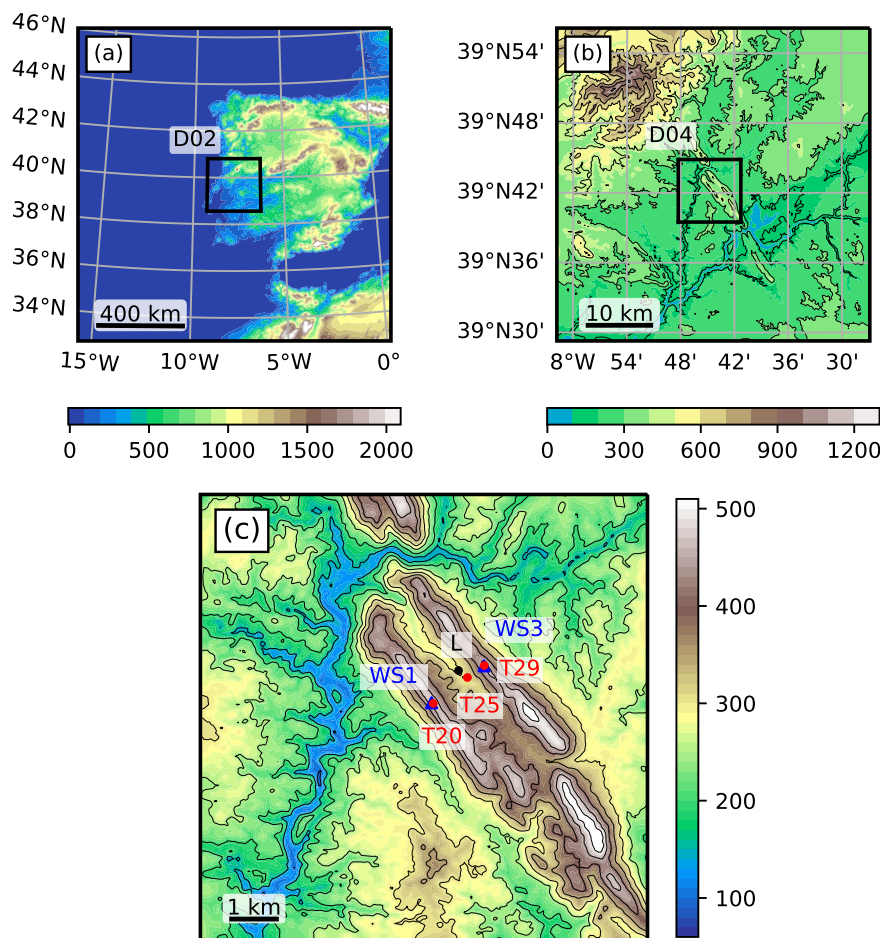 46°N
44°N
42°N
40°N
38°N
36°N
34°N
(a)
D02
400 km
15°W
10°W
5°W
0°
39°N54'
39°N48'
39°N42'
39°N36'
39°N30'
(b)
D04
10 km
8°W
54'
48'
42'
36'
30'
0
500
1000
1500
2000
0
300
600
900
1200
(c)
WS3
L
T29
WS1
T25
T20
1 km
500
400
300
200
100